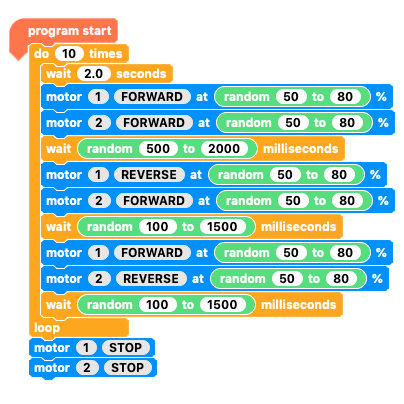 program start
do 10 times
wait 2.0 seconds
motor 1 FORWARD at random 50 to 80 %
motor 2 FORWARD at random 50 to 80 %
wait random 500 to 2000 milliseconds
motor 1 REVERSE at random 50 to 80 %
motor 2 FORWARD at random 50 to 80 %
wait random 100 to 1500 milliseconds
motor 1 FORWARD at random 50 to 80 %
motor 2 REVERSE at random 50 to 80 %
wait random 100 to 1500 milliseconds
loop
motor 1 STOP
motor 2 STOP